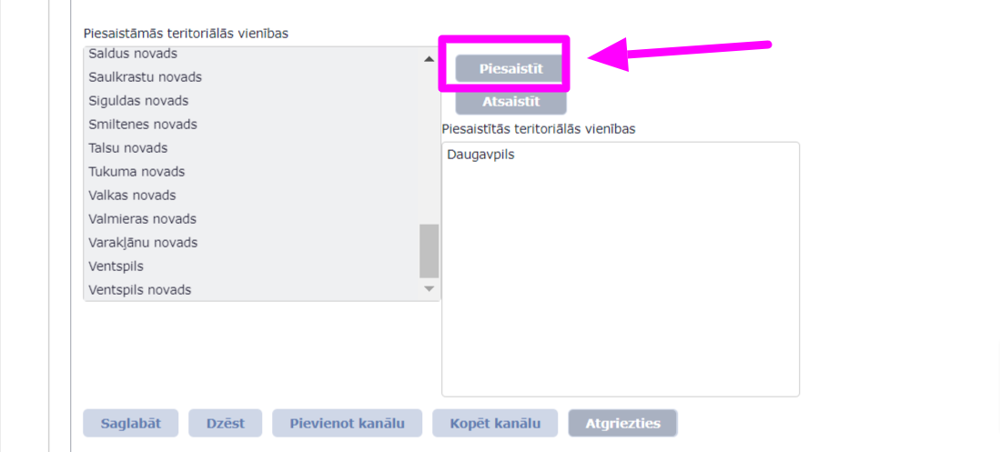 Piesaistāmās teritoriālās vienības
Saldus novads
Saulkrastu novads
Siguldas novads
Smiltenes novads
Talsu novads
Tukuma novads
Valkas novads
Valmieras novads
Varakļānu novads
Ventspils
Ventspils novads
Piesaistīt
Atsaistīt
Piesaistītās teritoriālās vienības
Daugavpils
Saglabāt Dzēst Pievienot kanālu Kopēt kanālu Atgriezties